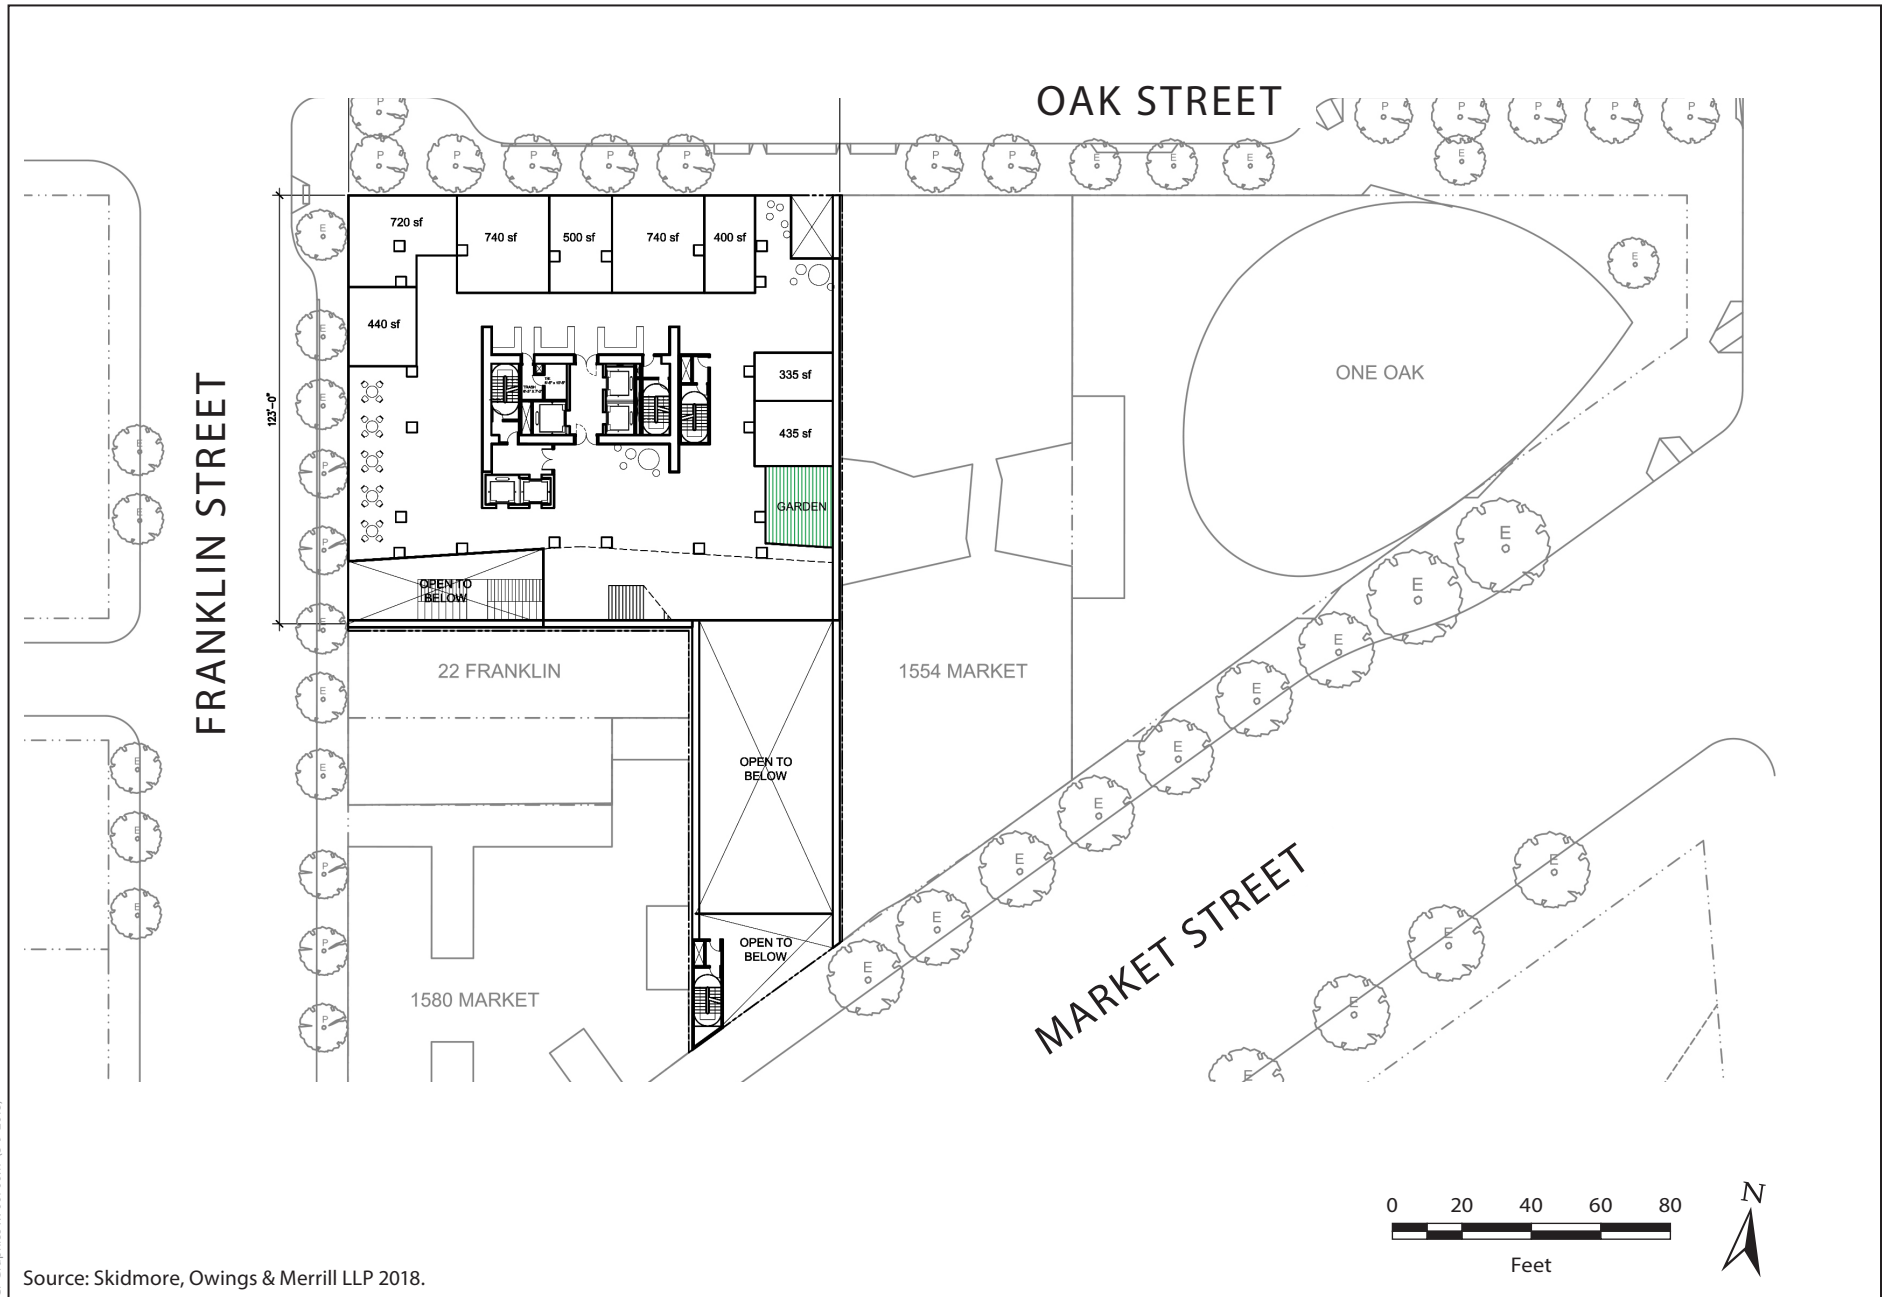 OAK STREET
P
P
P
P
P
P
P
P
P
P
P
P
P
E
E
E
E
720 sf
740 sf
500 sf
740 sf
400 sf
E
E
440 sf
E
ONE OAK
335 sf
123'-0"
E
435 sf
E
P
E
GARDEN
E
E
P
FRANKLIN STREET
OPEN TO
BELOW
E
E
E
22 FRANKLIN
1554 MARKET
E
E
OPEN TO
BELOW
E
E
E
E
E
P
E
E
MARKET STREET
E
E
OPEN TO
BELOW
P
E
E
1580 MARKET
P
E
E
N
0 20 40 60 80
Feet
Source: Skidmore, Owings & Merrill LLP 2018.